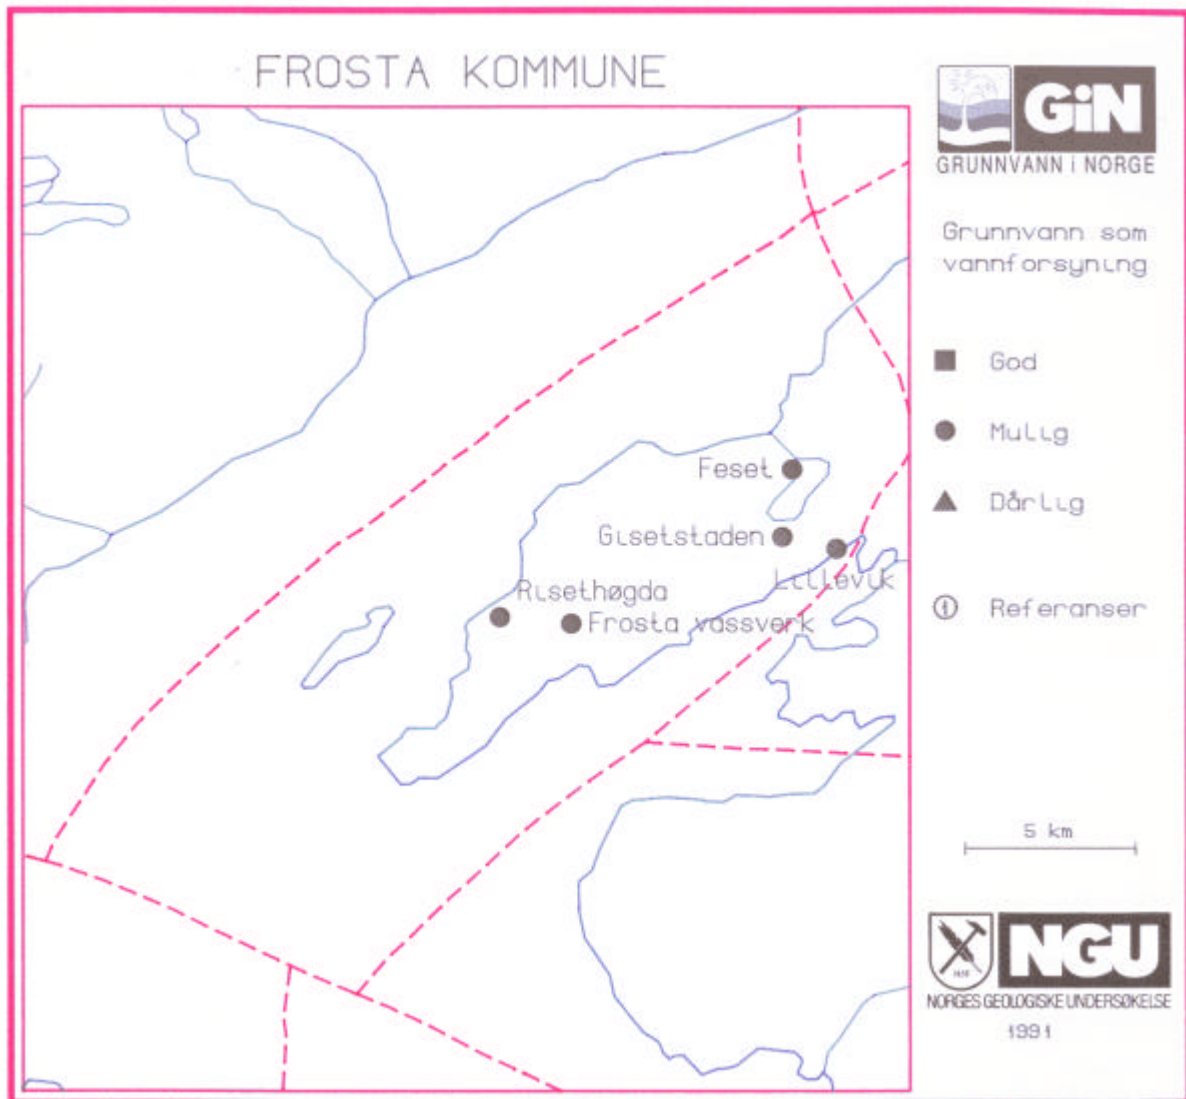 FROSTA KOMMUNE
GiN
GRUNNVANN I NORGE
Grunnvann som
vannforsyning
God
Mulig
Dårlig
Referanser
Feset
Giselstaden
Lillevik
Risethøgda
Frosta vassverk
5 km
NGU
NORGES GEOLOGISKE UNDERSØKELSE
1991